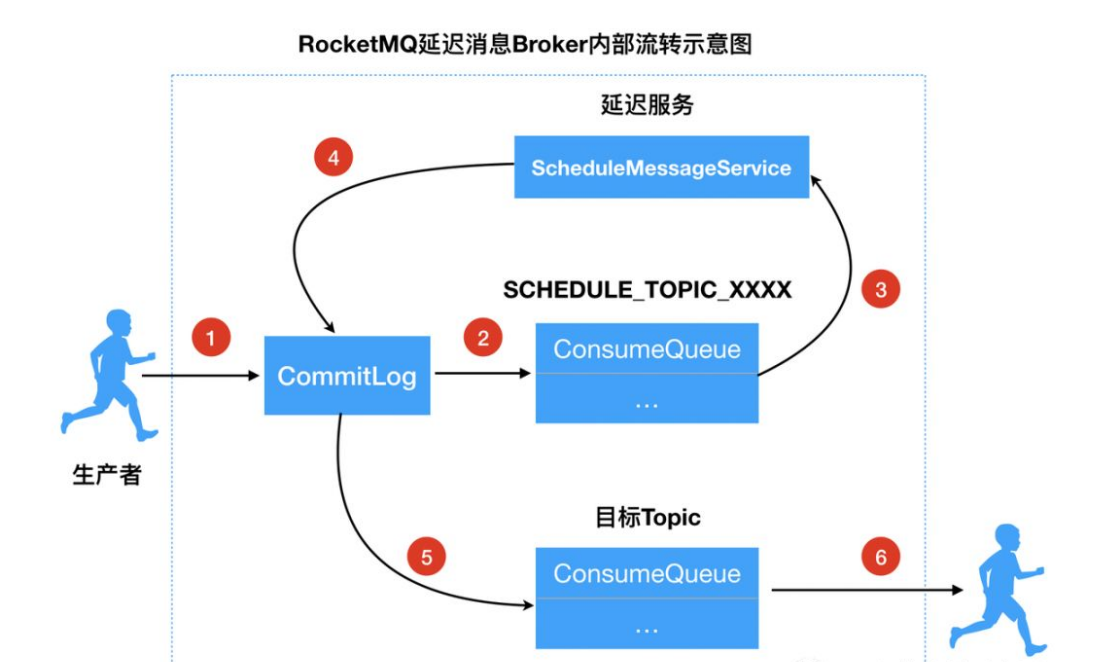 RocketMQ延迟消息Broker内部流转示意图
延迟服务
4
ScheduleMessageService
SCHEDULE_TOPIC_XXXX
3
1
2
ConsumeQueue
CommitLog
...
生产者
目标Topic
5
6
ConsumeQueue
...